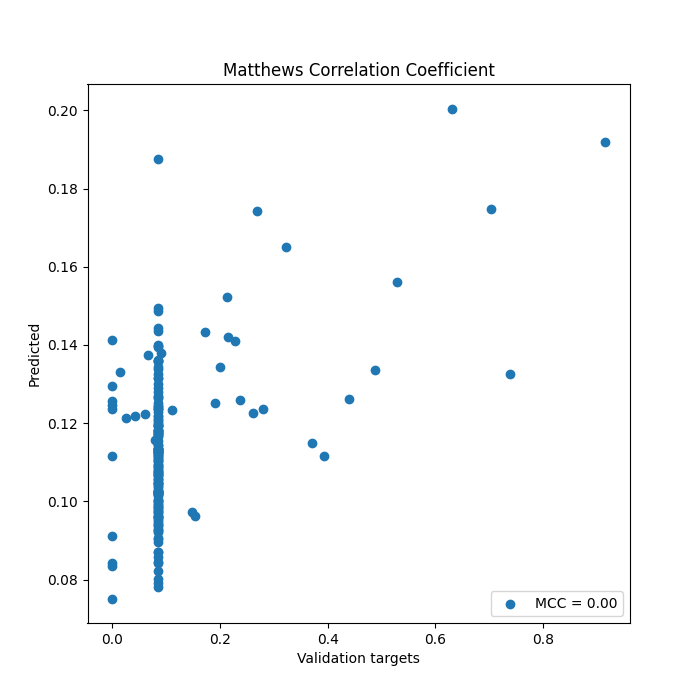 Matthews Correlation Coefficient
0.20
0.18
0.16
0.14
0.12
0.10
0.08
Predicted
MCC = 0.00
0.0 0.2 0.4 0.6 0.8
Validation targets